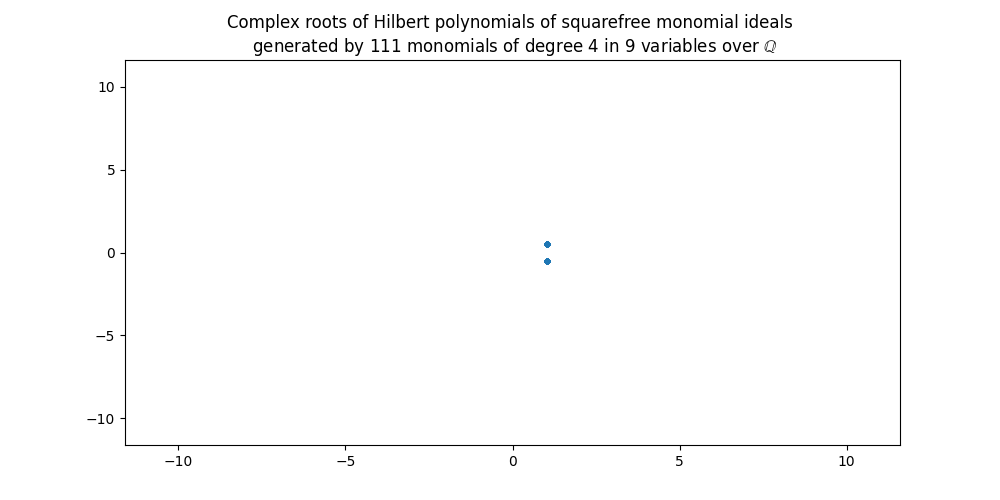 Complex roots of Hilbert polynomials of squarefree monomial ideals
generated by 111 monomials of degree 4 in 9 variables over ℚ
10
5
0
−5
−10
−10 −5 0 5 10